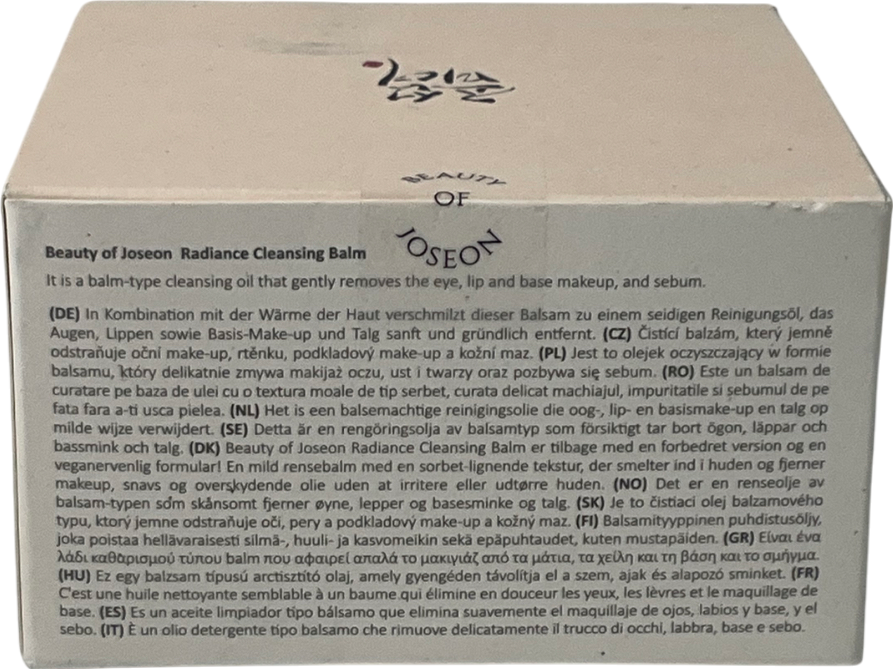 BEAUTY
OF
JOSEON
Beauty of Joseon Radiance Cleansing Balm
It is a balm-type cleansing oil that gently removes the eye, lip and base makeup, and sebum.
(DE) In Kombination mit der Wärme der Haut verschmilzt dieser Balsam zu einem seidigen Reinigungsöl, das
Augen, Lippen sowie Basis-Make-up und Talg sanft und gründlich entfernt. (CZ) Čistící balzám, který jemně
odstraňuje oční make-up, rtěnku, podkladový make-up a kožní maz. (PL) Jest to olejek oczyszczający w formie
balsamu, który delikatnie zmywa makijaż oczu, ust i twarzy oraz pozbywa się sebum. (RO) Este un balsam de
curatare pe baza de ulei cu o textura moale de tip serbet, curata delicat machiajul, impuritatile si sebumul de pe
fata fara a-ti usca pielea. (NL) Het is een balsemachtige reinigingsolie die oog-, lip- en basismake-up en talg op
milde wijze verwijdert. (SE) Detta är en rengöringsolja av balsamtyp som försiktigt tar bort ögon, läppar och
bassmink och talg. (DK) Beauty of Joseon Radiance Cleansing Balm er tilbage med en forbedret version og en
veganervenlig formular! En mild rensebalm med en sorbet-lignende tekstur, der smelter ind i huden og fjerner
makeup, snavs og overskydende olie uden at irritere eller udtørre huden. (NO) Det er en renseolje av
balsam-typen som skånsomt fjerner øyne, lepper og basesminke og talg. (SK) Je to čistiaci olej balzamového
typu, ktorý jemne odstraňuje oči, pery a podkladový make-up a kožný maz. (FI) Balsamityyppinen puhdistusöljy,
joka poistaa hellävaraisesti silmä-, huuli- ja kasvomeikin sekä epäpuhtaudet, kuten mustapäiden. (GR) Είναι ένα
λάδι καθαρισμού τύπου balm που αφαιρεί απαλά το μακιγιάζ από τα μάτια, τα χείλη και τη βάση και το σμήγμα.
(HU) Ez egy balzsam típusú arctisztító olaj, amely gyengéden távolítja el a szem, ajak és alapozó sminket. (FR)
C'est une huile nettoyante semblable à un baume qui élimine en douceur les yeux, les lèvres et le maquillage de
base. (ES) Es un aceite limpiador tipo bálsamo que elimina suavemente el maquillaje de ojos, labios y base, y el
sebo. (IT) È un olio detergente tipo balsamo che rimuove delicatamente il trucco di occhi, labbra, base e sebo.